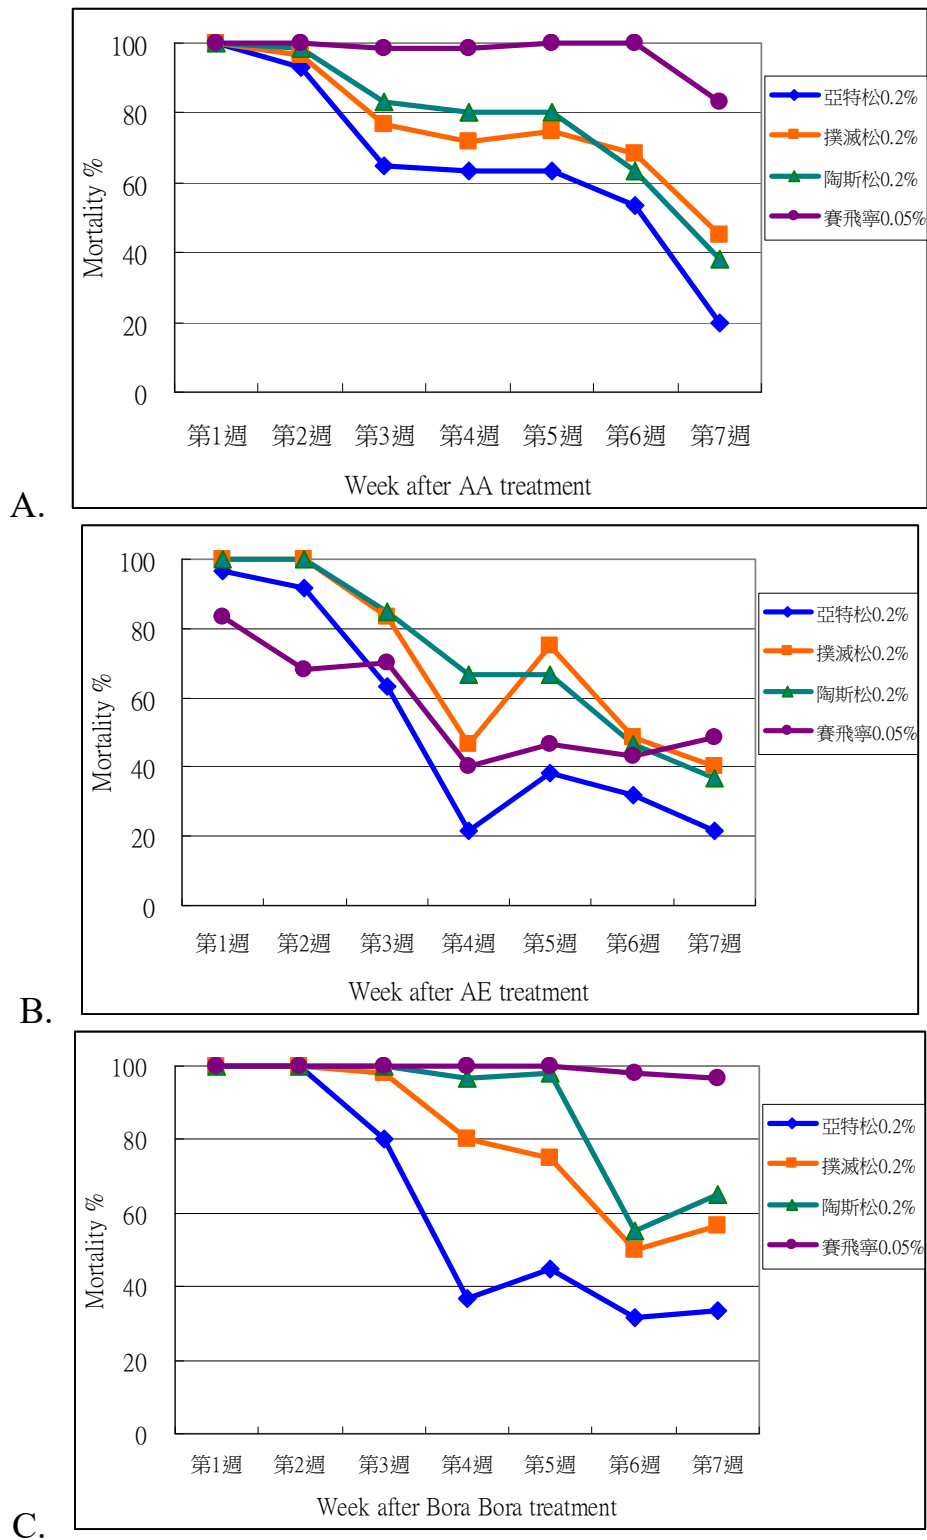 100
80
60
40
20
0
Mortality %
第1週 第2週 第3週 第4週 第5週 第6週 第7週
Week after AA treatment
亞特松0.2%
撲滅松0.2%
陶斯松0.2%
賽飛寧0.05%
A.
100
80
60
40
20
0
Mortality %
第1週 第2週 第3週 第4週 第5週 第6週 第7週
Week after AE treatment
亞特松0.2%
撲滅松0.2%
陶斯松0.2%
賽飛寧0.05%
B.
100
80
60
40
20
0
Mortality %
第1週 第2週 第3週 第4週 第5週 第6週 第7週
Week after Bora Bora treatment
亞特松0.2%
撲滅松0.2%
陶斯松0.2%
賽飛寧0.05%
C.